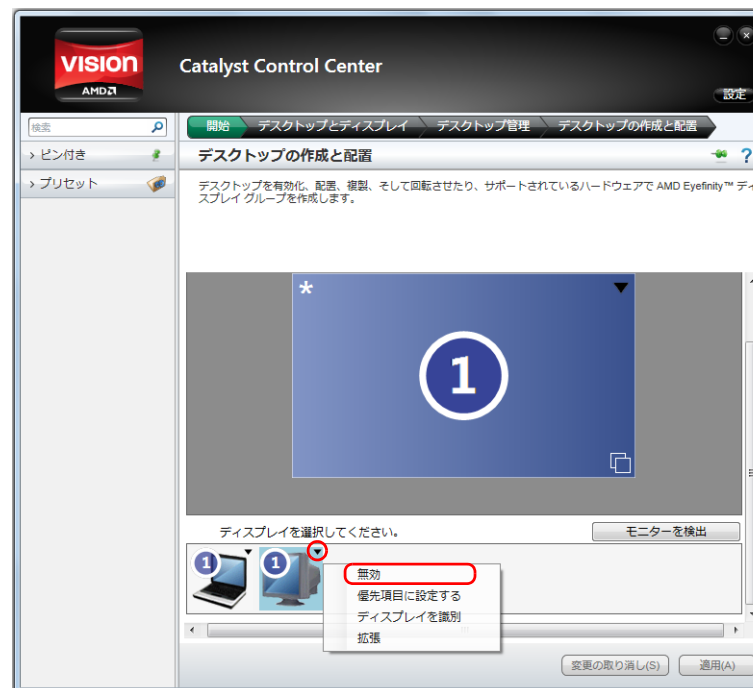 VISION
AMD
Catalyst Control Center
設定
検索
ピン付き
プリセット
開始 デスクトップとディスプレイ デスクトップ管理 デスクトップの作成と配置
デスクトップの作成と配置
?
デスクトップを有効化、配置、複製、そして回転させたり、サポートされているハードウェアで AMD Eyefinity™ ディ
スプレイ グループを作成します。
*
1
ディスプレイを選択してください。
モニターを検出
1
1
無効
優先項目に設定する
ディスプレイを識別
拡張
変更の取り消し(S)
適用(A)